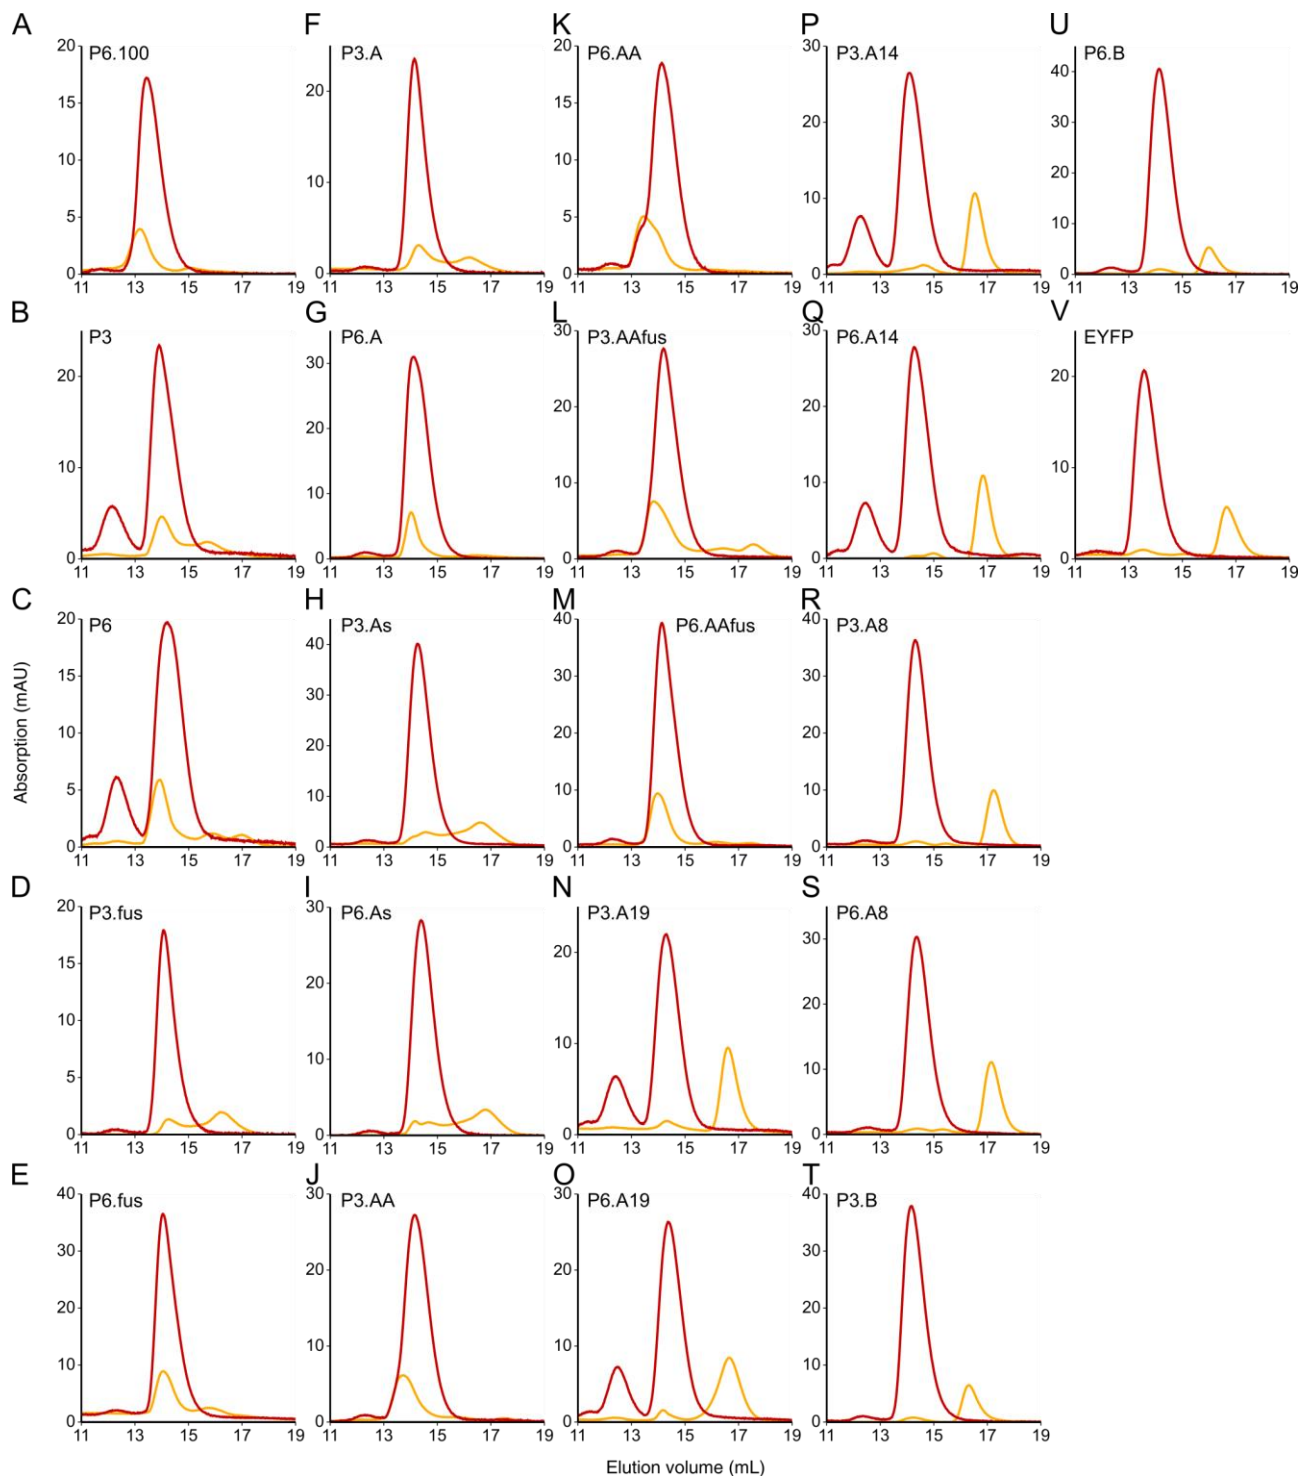 A
P6.100
20
15
10
5
0
11 13 15 17 19
B
P3
20
10
0
11 13 15 17 19
C
P6
20
15
10
5
0
11 13 15 17 19
D
P3.fus
20
15
10
5
0
11 13 15 17 19
E
P6.fus
40
30
20
10
0
11 13 15 17 19
F
P3.A
20
10
0
11 13 15 17 19
G
P6.A
30
20
10
0
11 13 15 17 19
H
P3.As
40
30
20
10
0
11 13 15 17 19
I
P6.As
30
20
10
0
11 13 15 17 19
J
P3.AA
30
20
10
0
11 13 15 17 19
K
P6.AA
20
15
10
5
0
11 13 15 17 19
L
P3.AAfus
30
20
10
0
11 13 15 17 19
M
P6.AAfus
40
30
20
10
0
11 13 15 17 19
N
P3.A19
20
10
0
11 13 15 17 19
O
P6.A19
30
20
10
0
11 13 15 17 19
P
P3.A14
30
20
10
0
11 13 15 17 19
Q
P6.A14
30
20
10
0
11 13 15 17 19
R
P3.A8
40
30
20
10
0
11 13 15 17 19
S
P6.A8
30
20
10
0
11 13 15 17 19
T
P3.B
40
30
20
10
0
11 13 15 17 19
U
P6.B
40
30
20
10
0
11 13 15 17 19
V
EYFP
20
10
0
11 13 15 17 19
Absorption (mAU)
Elution volume (mL)